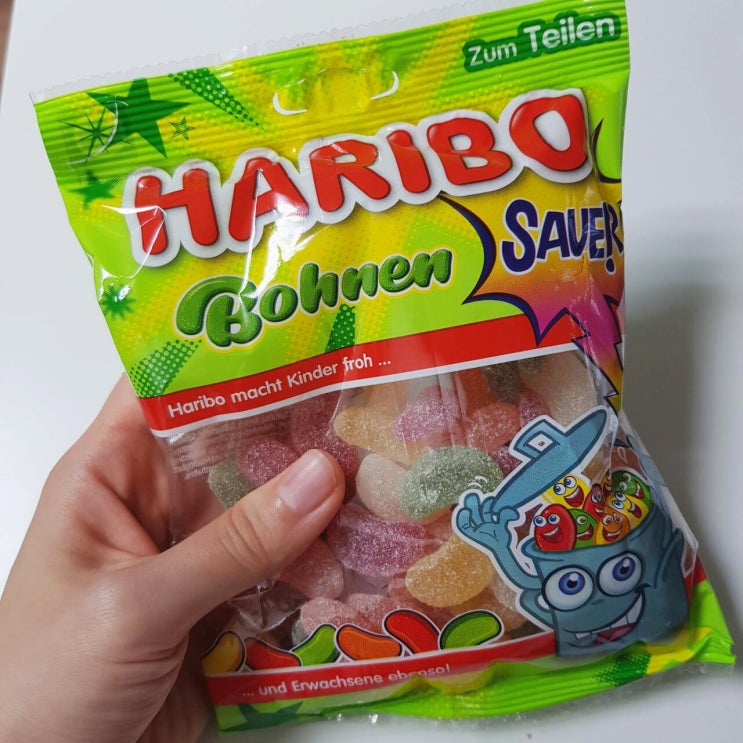 Zum Teilen
HARIBO
SAUER
Bohnen
Haribo macht Kinder froh ...
... und Erwachsene ebenso!